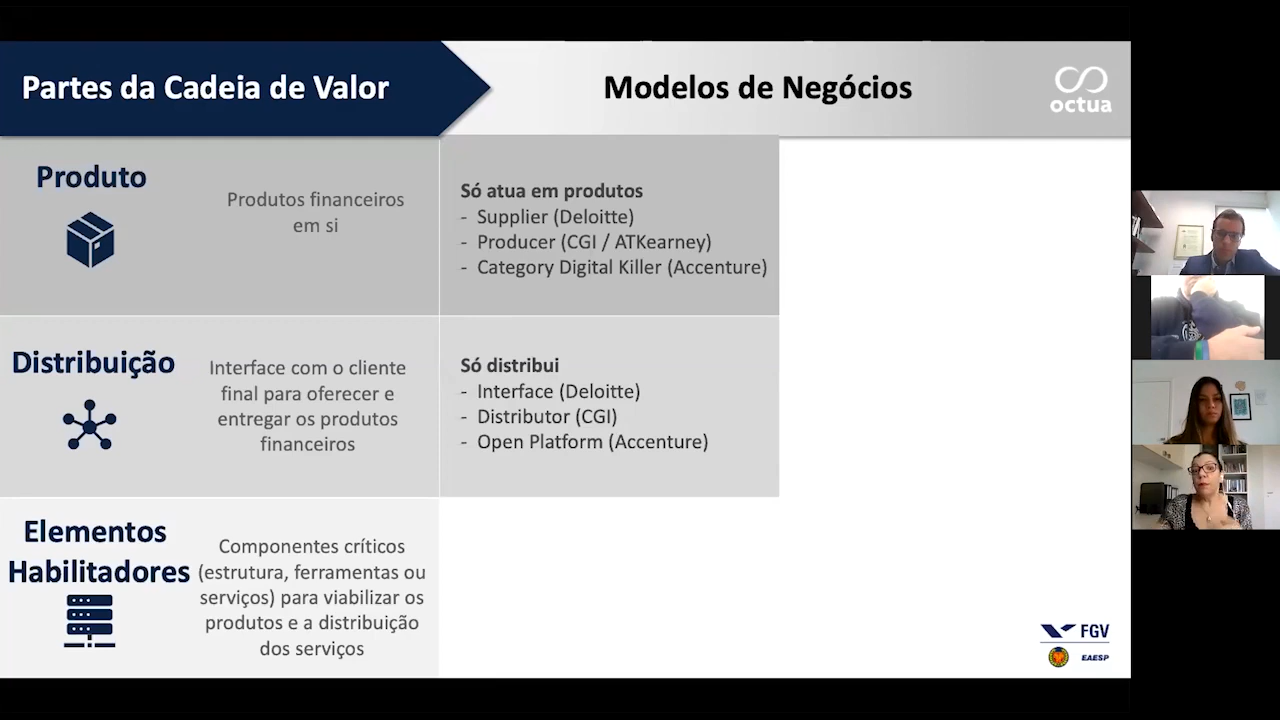 Partes da Cadeia de Valor
Modelos de Negócios
octua
Produto
Produtos financeiros
em si
Só atua em produtos
- Supplier (Deloitte)
- Producer (CGI / ATKearney)
- Category Digital Killer (Accenture)
Distribuição
Interface com o cliente
final para oferecer e
entregar os produtos
financeiros
Só distribui
- Interface (Deloitte)
- Distributor (CGI)
- Open Platform (Accenture)
Elementos
Habilitadores
Componentes críticos
(estrutura, ferramentas ou
serviços) para viabilizar os
produtos e a distribuição
dos serviços
FGV
EAESP